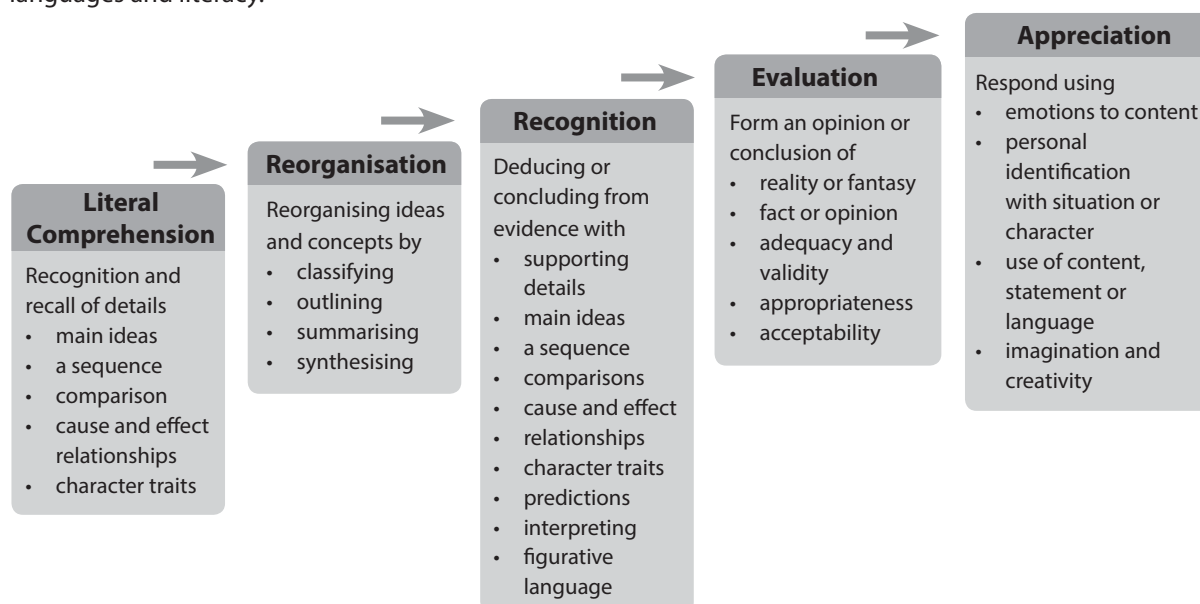 languages and literacy.
Literal
Comprehension
Recognition and
recall of details
• main ideas
• a sequence
• comparison
• cause and effect
relationships
• character traits
Reorganisation
Reorganising ideas
and concepts by
• classifying
• outlining
• summarising
• synthesising
Recognition
Deducing or
concluding from
evidence with
• supporting
details
• main ideas
• a sequence
• comparisons
• cause and effect
• relationships
• character traits
• predictions
• interpreting
• figurative
language
Evaluation
Form an opinion or
conclusion of
• reality or fantasy
• fact or opinion
• adequacy and
validity
• appropriateness
• acceptability
Appreciation
Respond using
• emotions to content
• personal
identification
with situation or
character
• use of content,
statement or
language
• imagination and
creativity